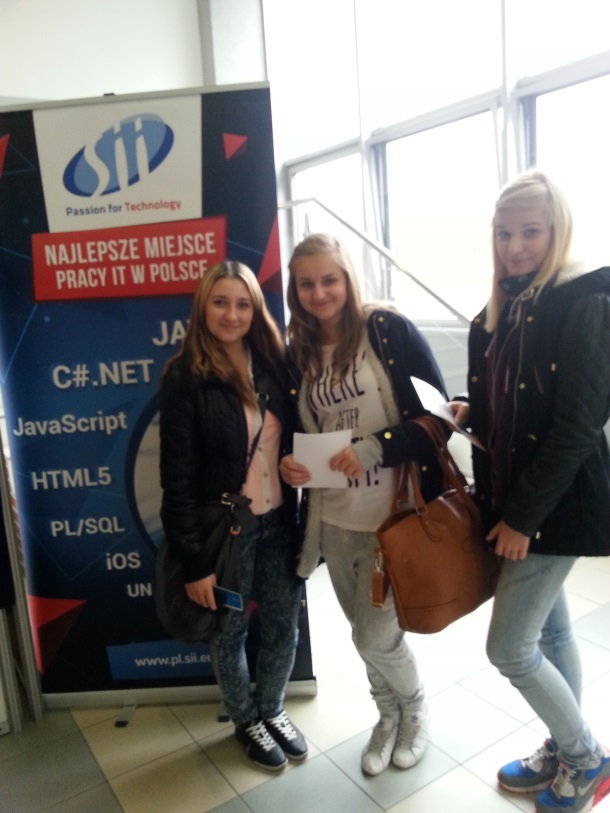 sii
Passion for Technology
NAJLEPSZE MIEJSCE
PRACY IT W POLSCE
JA
C#.NET
JavaScript
HTML5
PL/SQL
iOS
UN
www.pl.sii.eu
AFTER